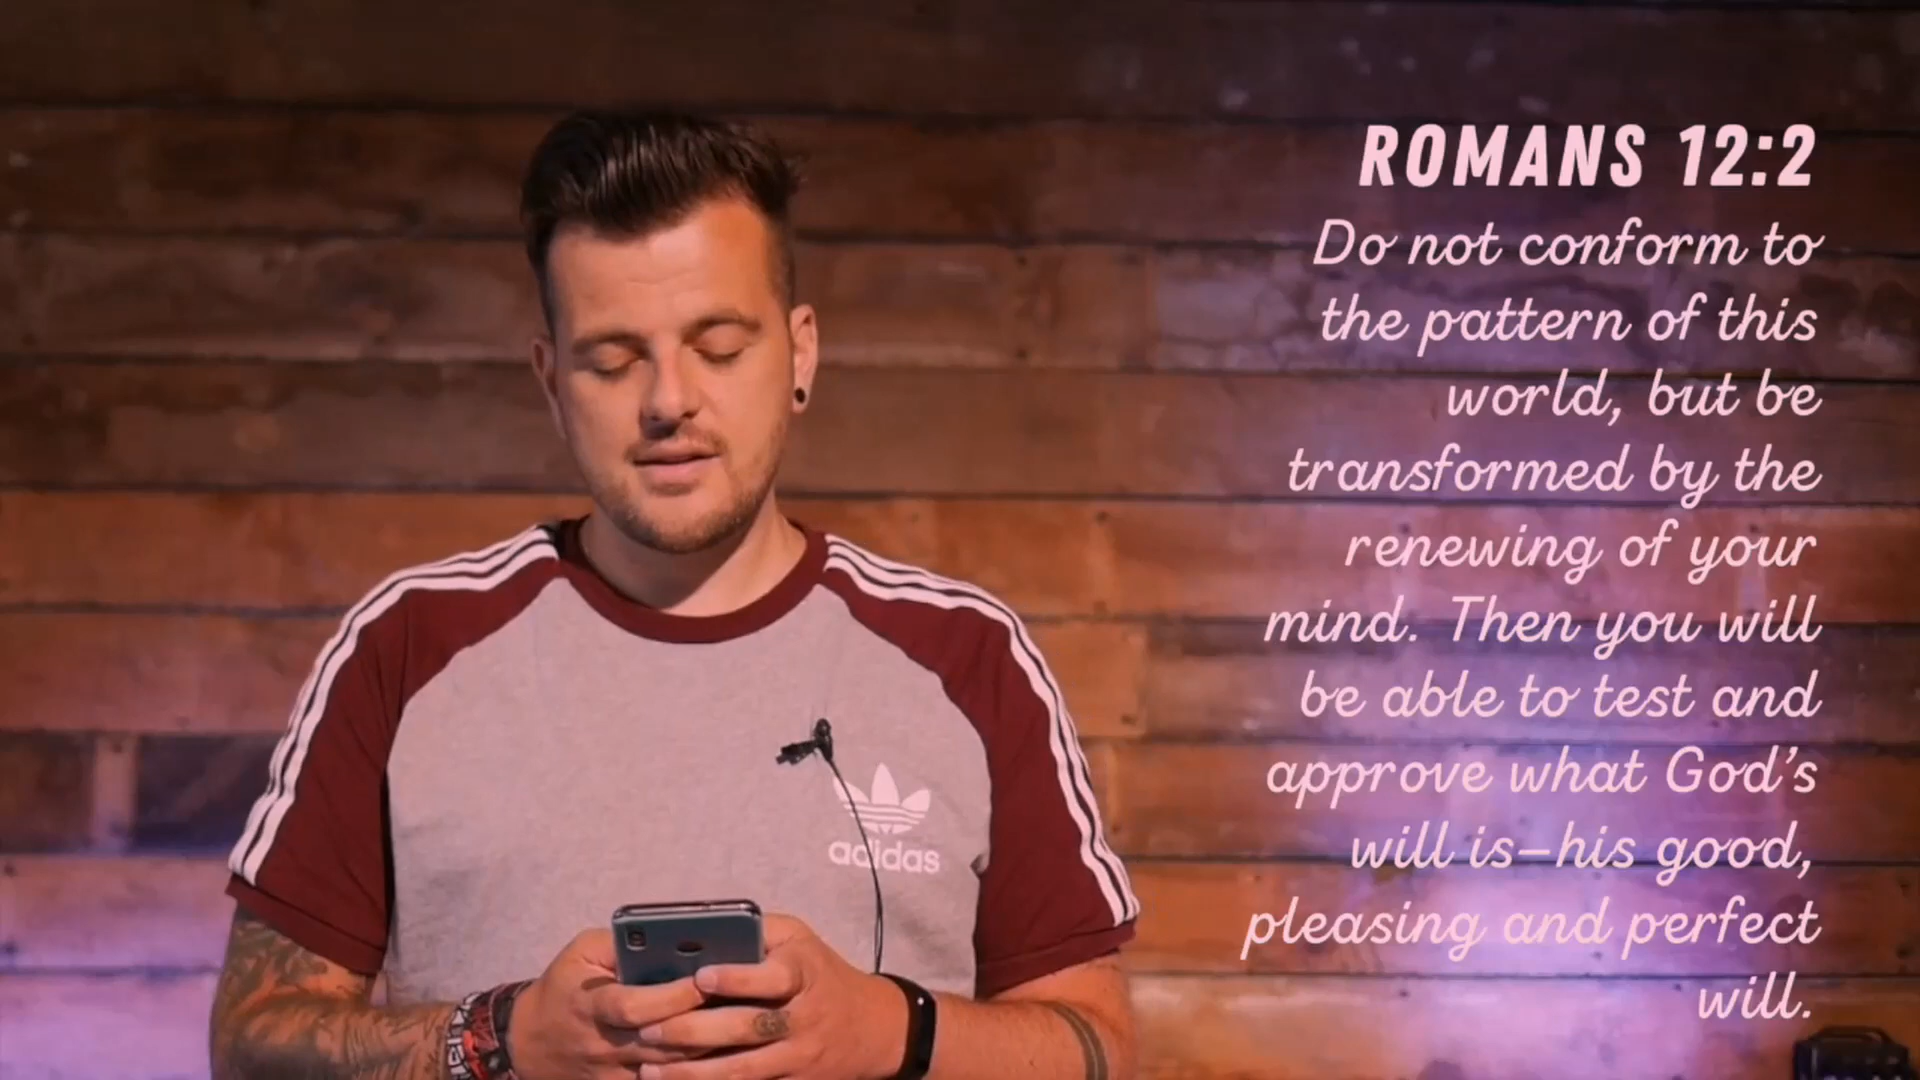 ROMANS 12:2
Do not conform to
the pattern of this
world, but be
transformed by the
renewing of your
mind. Then you will
be able to test and
approve what God's
will is–his good,
pleasing and perfect
will.
adidas